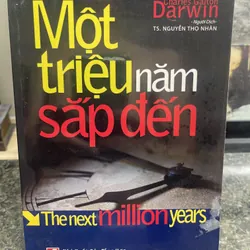 Charles Galton
Darwin
-Người Dịch-
TS. NGUYỄN THỌ NHÂN
Một
triệu năm
sắp đến
The next million years